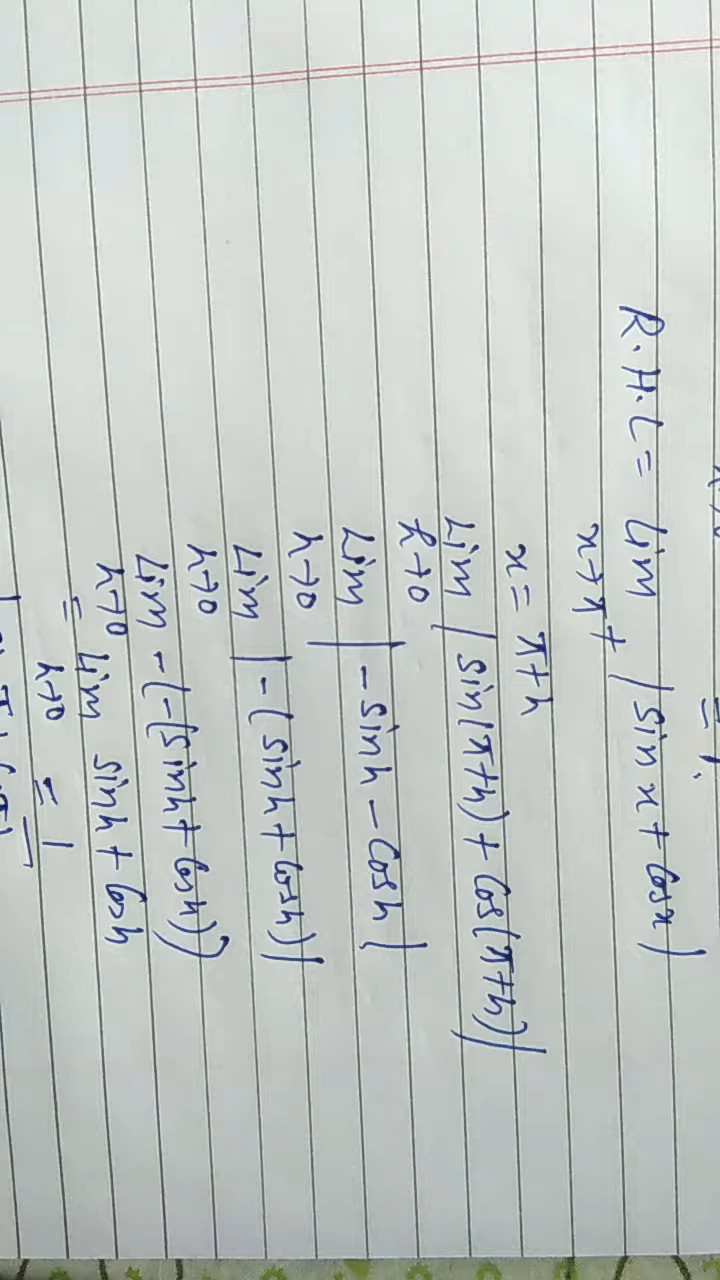 = 1.
R.H.L = Lim |sin x + cos x|
x→π+
x = π+h
Lim |sin(π+h) + cos(π+h)|
h→0
Lim |-sinh - cosh|
h→0
Lim |-(sinh + cosh)|
h→0
Lim -(-(sinh + cosh))
h→0
= Lim sinh + cosh
h→0
= 1